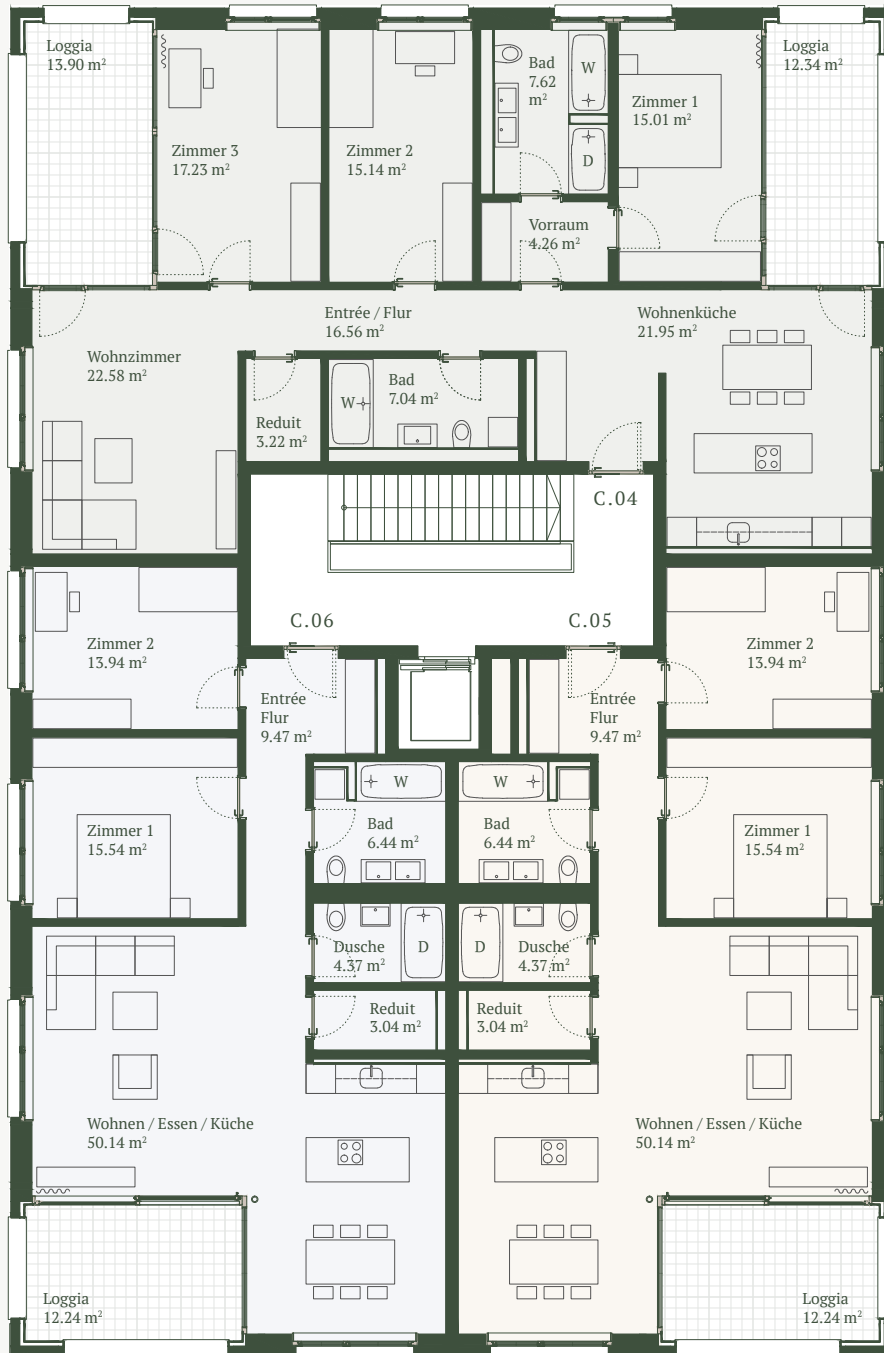 Loggia
13.90 m²
Zimmer 3
17.23 m²
Zimmer 2
15.14 m²
Bad
7.62
m²
W
D
Zimmer 1
15.01 m²
Loggia
12.34 m²
Vorraum
4.26 m²
Entrée / Flur
16.56 m²
Wohnenküche
21.95 m²
Wohnzimmer
22.58 m²
Reduit
3.22 m²
W
Bad
7.04 m²
C.04
C.06
C.05
Zimmer 2
13.94 m²
Entrée
Flur
9.47 m²
Entrée
Flur
9.47 m²
Zimmer 2
13.94 m²
Zimmer 1
15.54 m²
W
Bad
6.44 m²
W
Bad
6.44 m²
Zimmer 1
15.54 m²
Dusche
4.37 m²
D
D
Dusche
4.37 m²
Reduit
3.04 m²
Reduit
3.04 m²
Wohnen / Essen / Küche
50.14 m²
Wohnen / Essen / Küche
50.14 m²
Loggia
12.24 m²
Loggia
12.24 m²